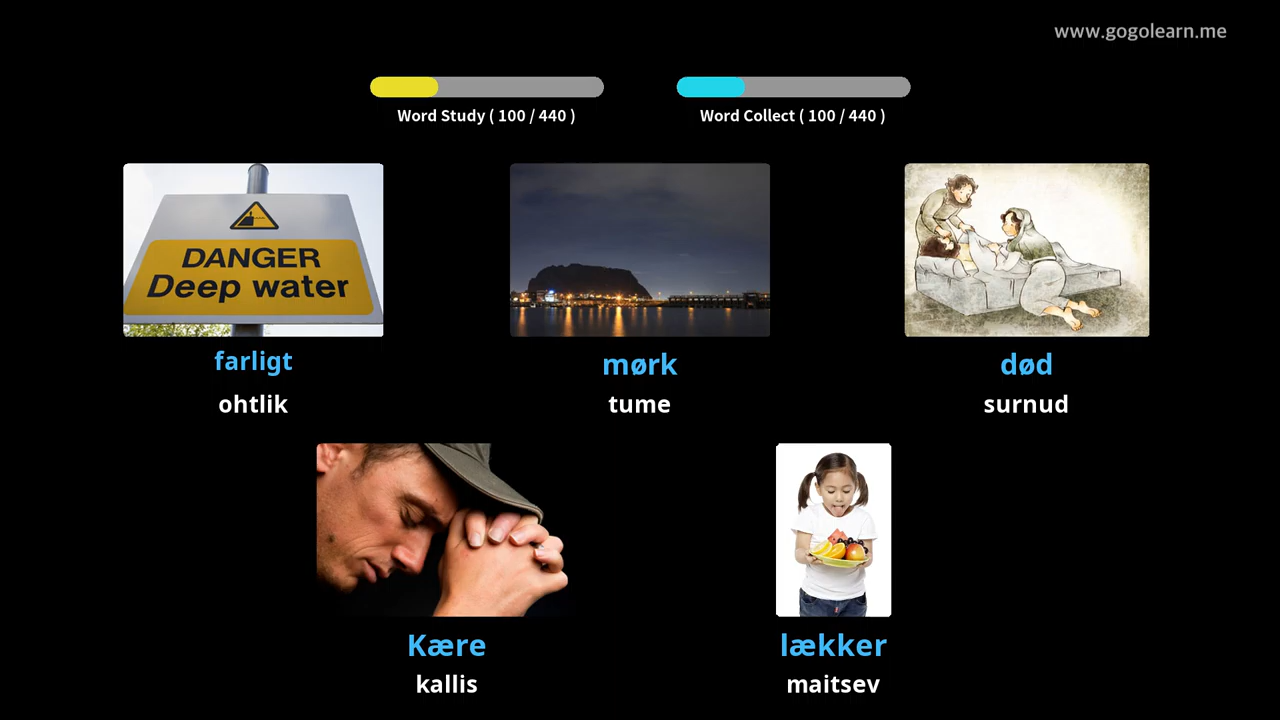 www.gogolearn.me
Word Study ( 100 / 440 )
Word Collect ( 100 / 440 )
DANGER
Deep water
farligt
ohtlik
mørk
tume
død
surnud
Kære
kallis
lækker
maitsev